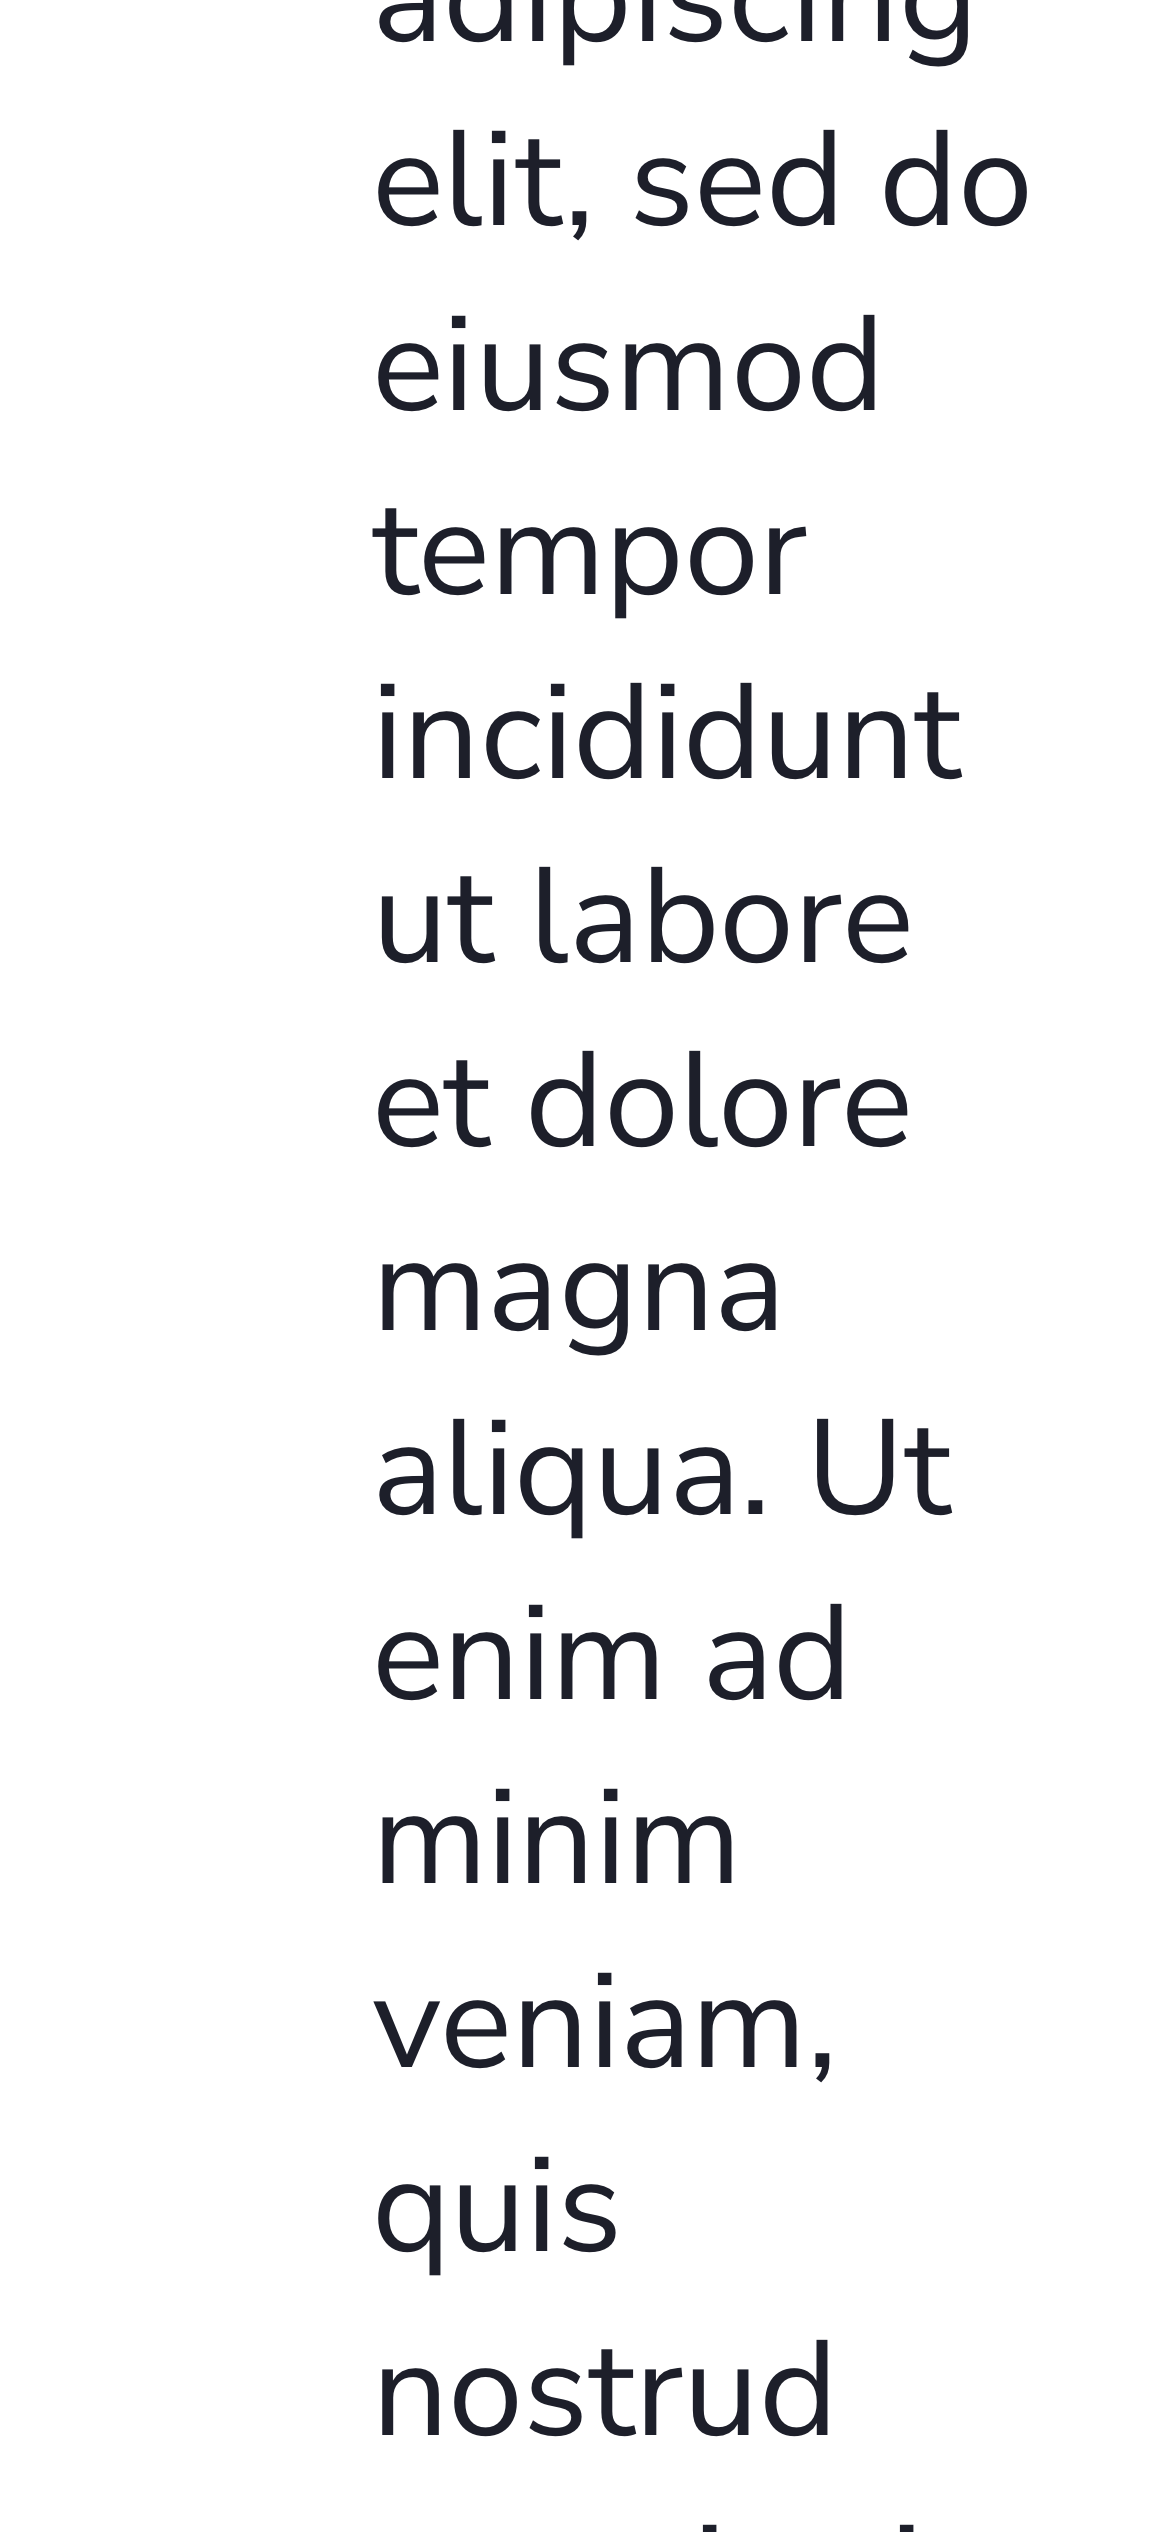 adipiscing
elit, sed do
eiusmod
tempor
incididunt
ut labore
et dolore
magna
aliqua. Ut
enim ad
minim
veniam,
quis
nostrud